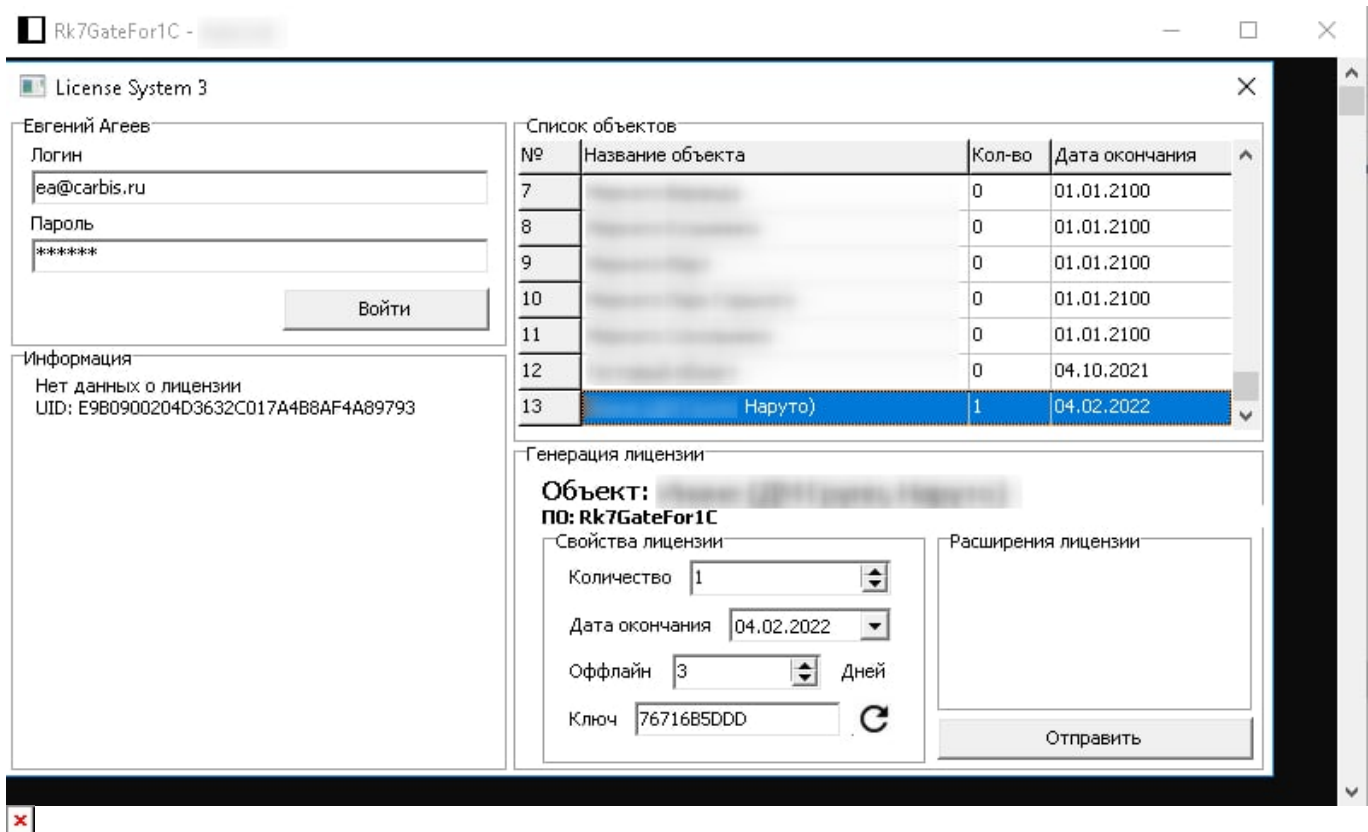 Rk7GateFor1C -
License System 3
Евгений Агеев
Логин
ea@carbis.ru
Пароль
******
Войти
Информация
Нет данных о лицензии
UID: E9B0900204D3632C017A4B8AF4A89793
Список объектов
№ Название объекта Кол-во Дата окончания
7 0 01.01.2100
8 0 01.01.2100
9 0 01.01.2100
10 0 01.01.2100
11 0 01.01.2100
12 0 04.10.2021
13 Наруто) 1 04.02.2022
Генерация лицензии
Объект:
ПО: Rk7GateFor1C
Свойства лицензии
Количество 1
Дата окончания 04.02.2022
Оффлайн 3 Дней
Ключ 76716B5DDD
Расширения лицензии
Отправить